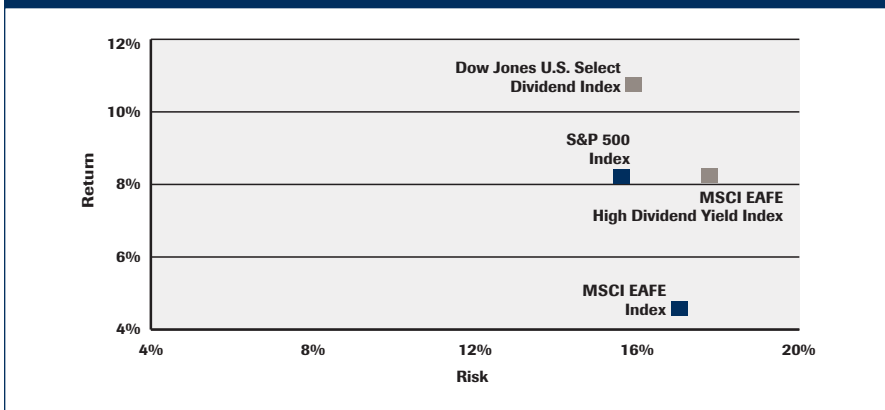 12%
10%
8%
6%
4%
Return
Dow Jones U.S. Select
Dividend Index
S&P 500
Index
MSCI EAFE
High Dividend Yield Index
MSCI EAFE
Index
4%
8%
12%
16%
20%
Risk